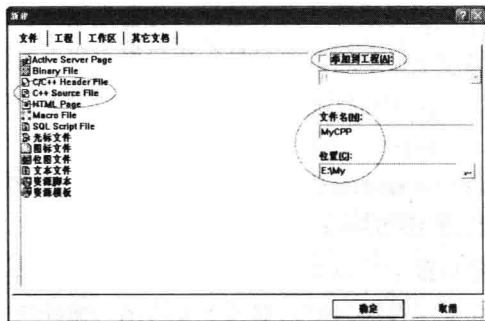 新建
文件 工程 工作区 其它文档
Active Server Page
Binary File
C/C++ Header File
C++ Source File
HTML Page
Macro File
SQL Script File
光标文件
图标文件
位图文件
文本文件
资源脚本
资源模板
添加到工程[A]:
文件名[N]:
MyCPP
位置[C]:
E:\My
...
确定 取消